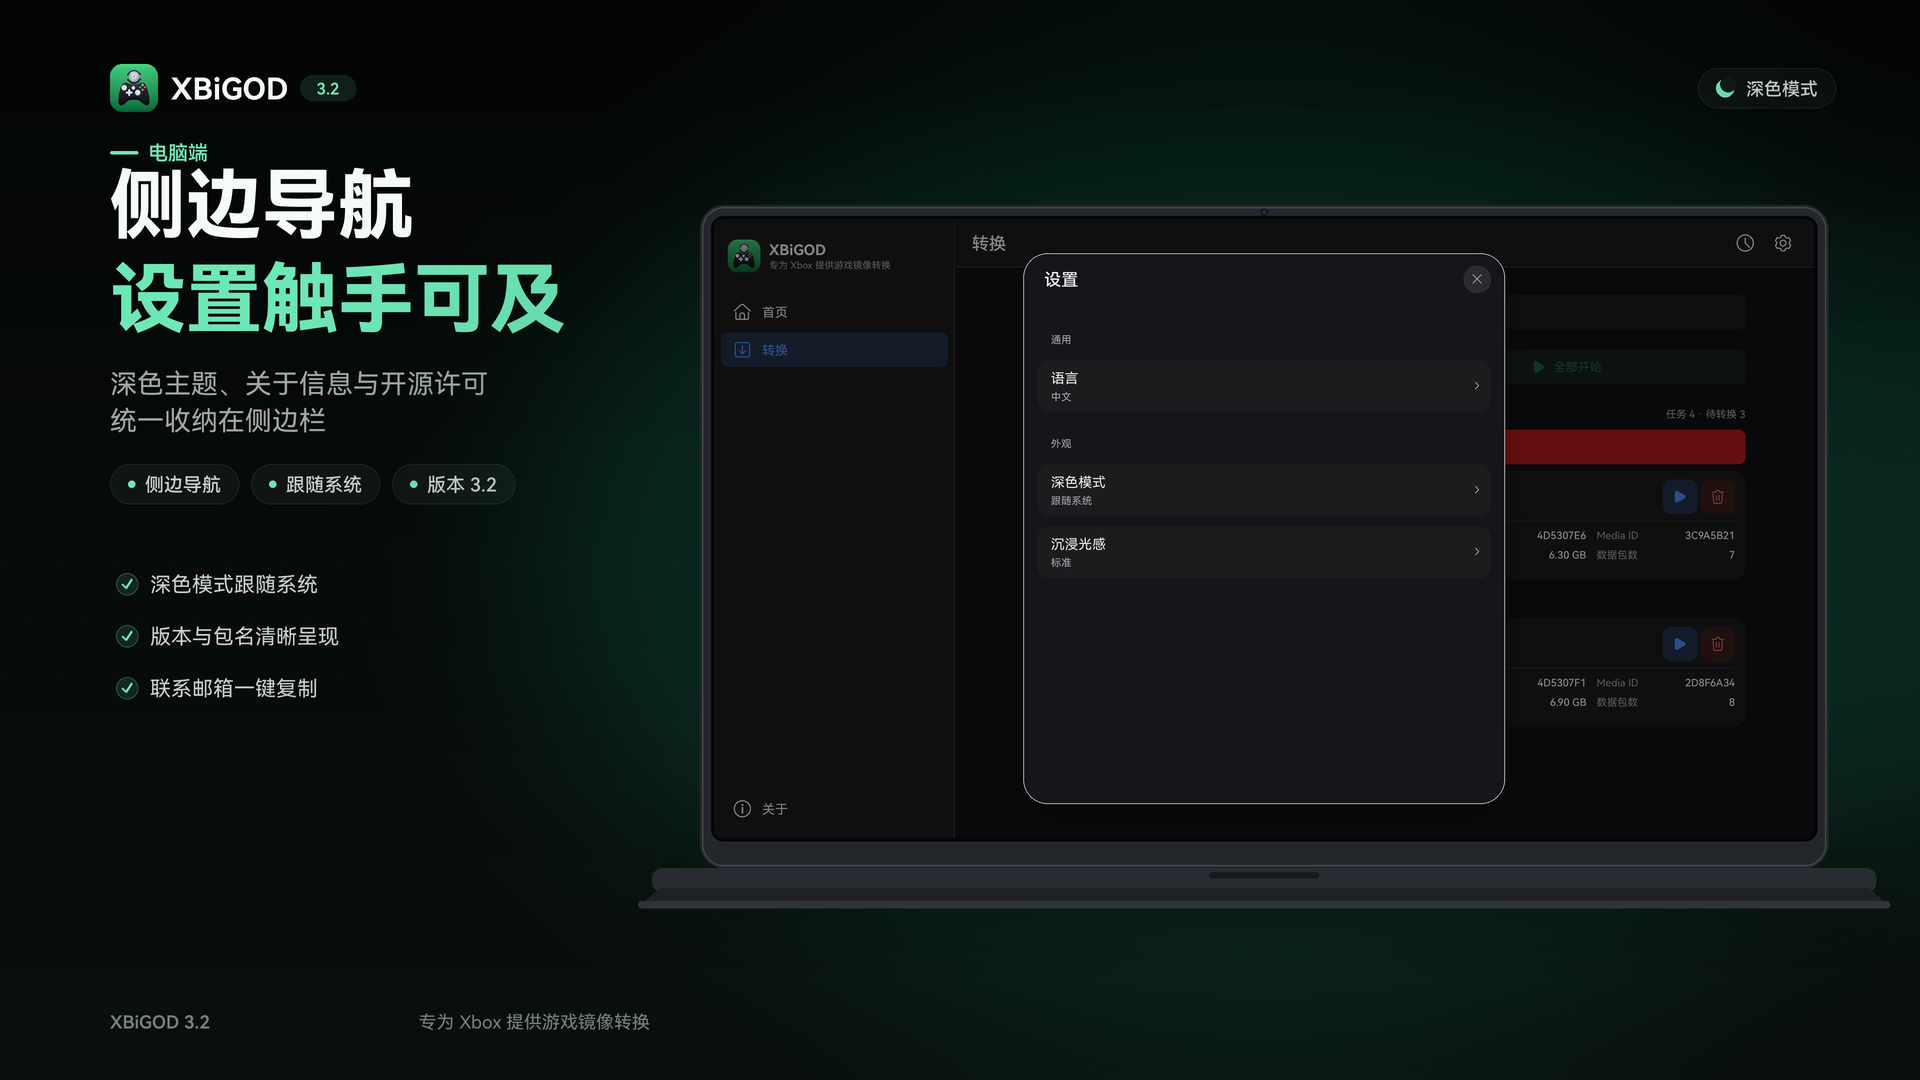 XBiGOD 3.2
深色模式
电脑端
侧边导航
设置触手可及
深色主题、关于信息与开源许可
统一收纳在侧边栏
侧边导航
跟随系统
版本 3.2
深色模式跟随系统
版本与包名清晰呈现
联系邮箱一键复制
XBiGOD
专为 Xbox 提供游戏镜像转换
首页
转换
关于
转换
设置
通用
语言
中文
外观
深色模式
跟随系统
沉浸光感
标准
全部开始
任务 4 · 待转换 3
4D5307E6 Media ID 3C9A5B21
6.30 GB 数据包数 7
4D5307F1 Media ID 2D8F6A34
6.90 GB 数据包数 8
XBiGOD 3.2
专为 Xbox 提供游戏镜像转换